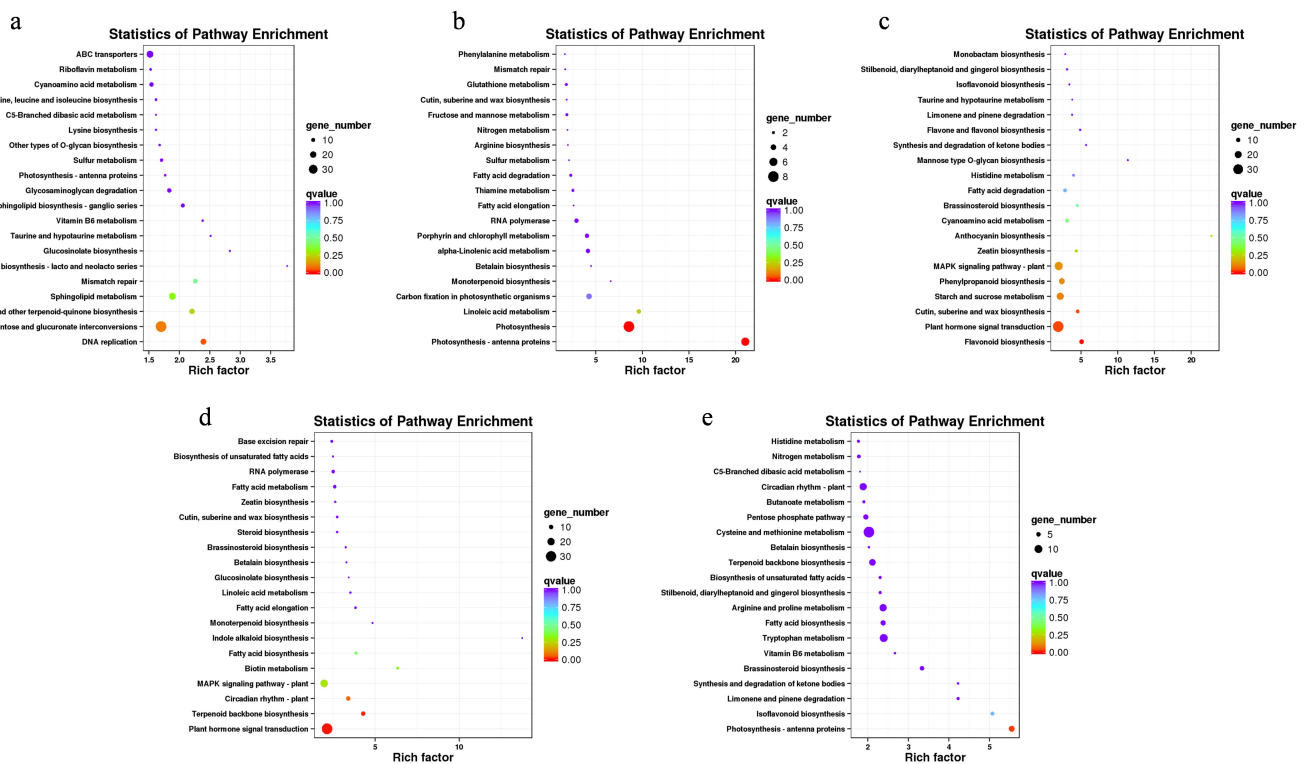 a
Statistics of Pathway Enrichment
ABC transporters
Riboflavin metabolism
Cyanoamino acid metabolism
ine, leucine and isoleucine biosynthesis
C5-Branched dibasic acid metabolism
Lysine biosynthesis
Other types of O-glycan biosynthesis
Sulfur metabolism
Photosynthesis - antenna proteins
Glycosaminoglycan degradation
phingolipid biosynthesis - ganglio series
Vitamin B6 metabolism
Taurine and hypotaurine metabolism
Glucosinolate biosynthesis
biosynthesis - lacto and neolacto series
Mismatch repair
Sphingolipid metabolism
nd other terpenoid-quinone biosynthesis
ntose and glucuronate interconversions
DNA replication
1.5 2.0 2.5 3.0 3.5
Rich factor
gene_number
10
20
30
qvalue
1.00
0.75
0.50
0.25
0.00
b
Statistics of Pathway Enrichment
Phenylalanine metabolism
Mismatch repair
Glutathione metabolism
Cutin, suberine and wax biosynthesis
Fructose and mannose metabolism
Nitrogen metabolism
Arginine biosynthesis
Sulfur metabolism
Fatty acid degradation
Thiamine metabolism
Fatty acid elongation
RNA polymerase
Porphyrin and chlorophyll metabolism
alpha-Linolenic acid metabolism
Betalain biosynthesis
Monoterpenoid biosynthesis
Carbon fixation in photosynthetic organisms
Linoleic acid metabolism
Photosynthesis
Photosynthesis - antenna proteins
5 10 15 20
Rich factor
gene_number
2
4
6
8
qvalue
1.00
0.75
0.50
0.25
0.00
c
Statistics of Pathway Enrichment
Monobactam biosynthesis
Stilbenoid, diarylheptanoid and gingerol biosynthesis
Isoflavonoid biosynthesis
Taurine and hypotaurine metabolism
Limonene and pinene degradation
Flavone and flavonol biosynthesis
Synthesis and degradation of ketone bodies
Mannose type O-glycan biosynthesis
Histidine metabolism
Fatty acid degradation
Brassinosteroid biosynthesis
Cyanoamino acid metabolism
Anthocyanin biosynthesis
Zeatin biosynthesis
MAPK signaling pathway - plant
Phenylpropanoid biosynthesis
Starch and sucrose metabolism
Cutin, suberine and wax biosynthesis
Plant hormone signal transduction
Flavonoid biosynthesis
5 10 15 20
Rich factor
gene_number
10
20
30
qvalue
1.00
0.75
0.50
0.25
0.00
d
Statistics of Pathway Enrichment
Base excision repair
Biosynthesis of unsaturated fatty acids
RNA polymerase
Fatty acid metabolism
Zeatin biosynthesis
Cutin, suberine and wax biosynthesis
Steroid biosynthesis
Brassinosteroid biosynthesis
Betalain biosynthesis
Glucosinolate biosynthesis
Linoleic acid metabolism
Fatty acid elongation
Monoterpenoid biosynthesis
Indole alkaloid biosynthesis
Fatty acid biosynthesis
Biotin metabolism
MAPK signaling pathway - plant
Circadian rhythm - plant
Terpenoid backbone biosynthesis
Plant hormone signal transduction
5 10
Rich factor
gene_number
10
20
30
qvalue
1.00
0.75
0.50
0.25
0.00
e
Statistics of Pathway Enrichment
Histidine metabolism
Nitrogen metabolism
C5-Branched dibasic acid metabolism
Circadian rhythm - plant
Butanoate metabolism
Pentose phosphate pathway
Cysteine and methionine metabolism
Betalain biosynthesis
Terpenoid backbone biosynthesis
Biosynthesis of unsaturated fatty acids
Stilbenoid, diarylheptanoid and gingerol biosynthesis
Arginine and proline metabolism
Fatty acid biosynthesis
Tryptophan metabolism
Vitamin B6 metabolism
Brassinosteroid biosynthesis
Synthesis and degradation of ketone bodies
Limonene and pinene degradation
Isoflavonoid biosynthesis
Photosynthesis - antenna proteins
2 3 4 5
Rich factor
gene_number
5
10
qvalue
1.00
0.75
0.50
0.25
0.00